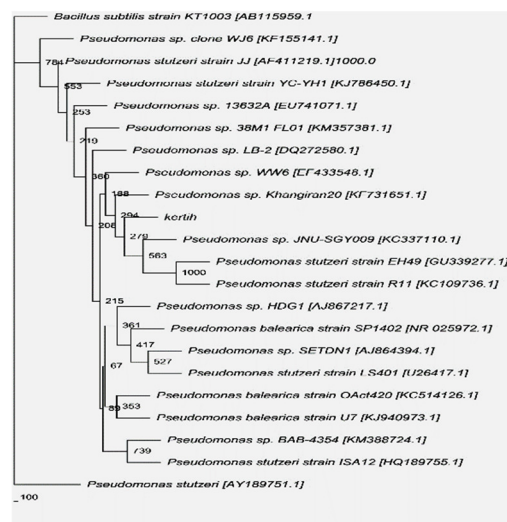 Bacillus subtilis strain KT1003 [AB115959.1
Pseudomonas sp. clone WJ6 [KF155141.1]
784
Pseudomonas stutzeri strain JJ [AF411219.1]1000.0
553
Pseudomonas stutzeri strain YC-YH1 [KJ786450.1]
253
Pseudomonas sp. 13632A [EU741071.1]
Pseudomonas sp. 38M1 FL01 [KM357381.1]
219
Pseudomonas sp. LB-2 [DQ272580.1]
360
Pseudomonas sp. WW6 [EF433548.1]
188
Pseudomonas sp. Khangiran20 [KF731651.1]
294
kertih
208
276
Pseudomonas sp. JNU-SGY009 [KC337110.1]
563
Pseudomonas stutzeri strain EH49 [GU339277.1]
1000
Pseudomonas stutzeri strain R11 [KC109736.1]
215
Pseudomonas sp. HDG1 [AJ867217.1]
361
Pseudomonas balearica strain SP1402 [NR 025972.1]
417
Pseudomonas sp. SETDN1 [AJ864394.1]
527
67
Pseudomonas stutzeri strain LS401 [U26417.1]
Pseudomonas balearica strain OAct420 [KC514126.1]
89
353
Pseudomonas balearica strain U7 [KJ940973.1]
Pseudomonas sp. BAB-4354 [KM388724.1]
739
Pseudomonas stutzeri strain ISA12 [HQ189755.1]
Pseudomonas stutzeri [AY189751.1]
100